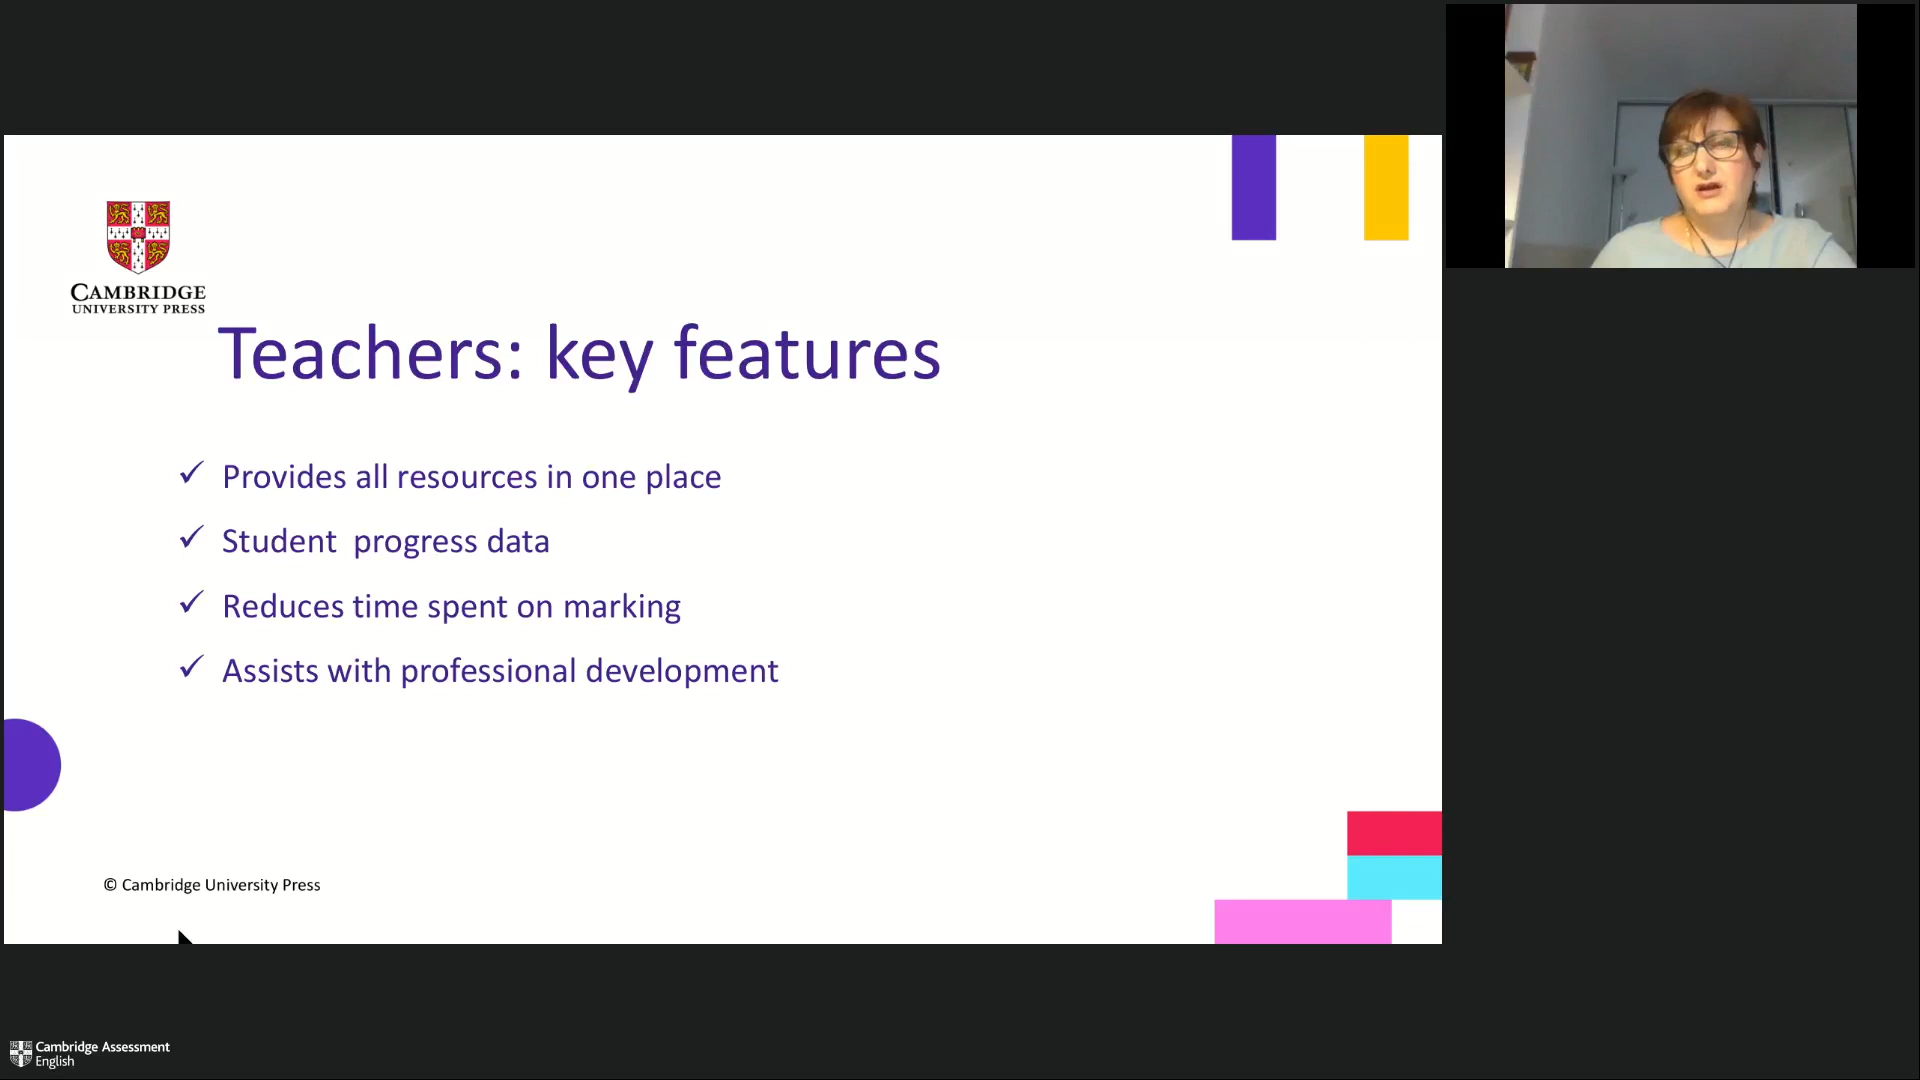 CAMBRIDGE
UNIVERSITY PRESS
Teachers: key features
✓ Provides all resources in one place
✓ Student  progress data
✓ Reduces time spent on marking
✓ Assists with professional development
© Cambridge University Press
Cambridge Assessment
English